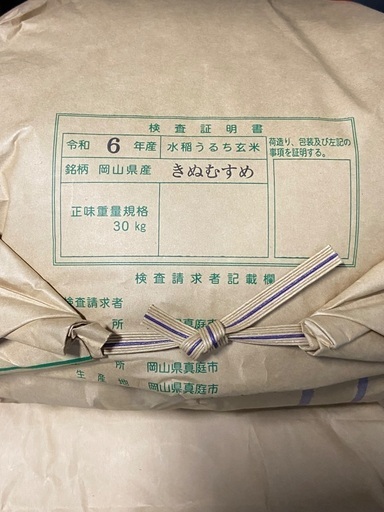 検査証明書
令和 6 年産 水稲うるち玄米
荷造り、包装及び左記の
事項を証明する。
銘柄 岡山県産 きぬむすめ
正味重量規格
30kg
検査請求者記載欄
検査請求者
所 岡山県真庭市
所 岡山県真庭市
生産地 岡山県真庭市